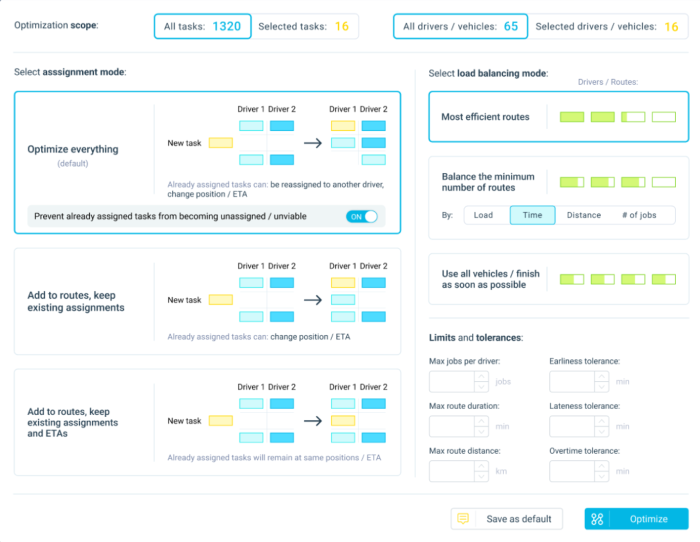 Optimization scope:
All tasks: 1320
Selected tasks: 16
All drivers / vehicles: 65
Selected drivers / vehicles: 16
Select asssignment mode:
Optimize everything
(default)
Driver 1 Driver 2
Driver 1 Driver 2
New task
Already assigned tasks can: be reassigned to another driver,
change position / ETA
Prevent already assigned tasks from becoming unassigned / unviable
ON
Add to routes, keep
existing assignments
Driver 1 Driver 2
Driver 1 Driver 2
New task
Already assigned tasks can: change position / ETA
Add to routes, keep
existing assignments
and ETAs
Driver 1 Driver 2
Driver 1 Driver 2
New task
Already assigned tasks will remain at same positions / ETA
Select load balancing mode:
Drivers / Routes:
Most efficient routes
Balance the minimum
number of routes
By: Load Time Distance # of jobs
Use all vehicles / finish
as soon as possible
Limits and tolerances:
Max jobs per driver:
jobs
Earliness tolerance:
min
Max route duration:
min
Lateness tolerance:
min
Max route distance:
km
Overtime tolerance:
min
Save as default
Optimize